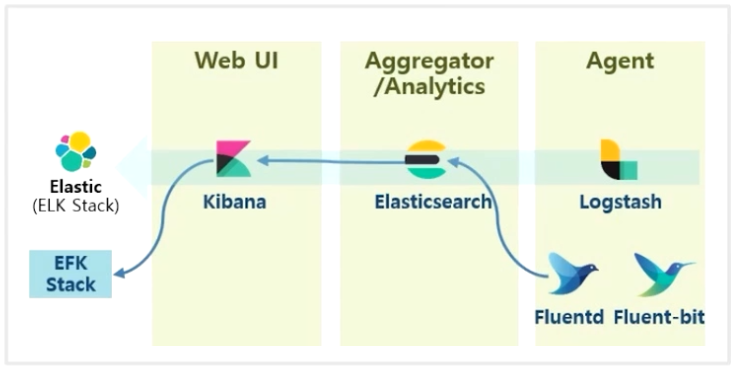 Web UI
Aggregator
/Analytics
Agent
Elastic
(ELK Stack)
Kibana
Elasticsearch
Logstash
EFK
Stack
Fluentd
Fluent-bit